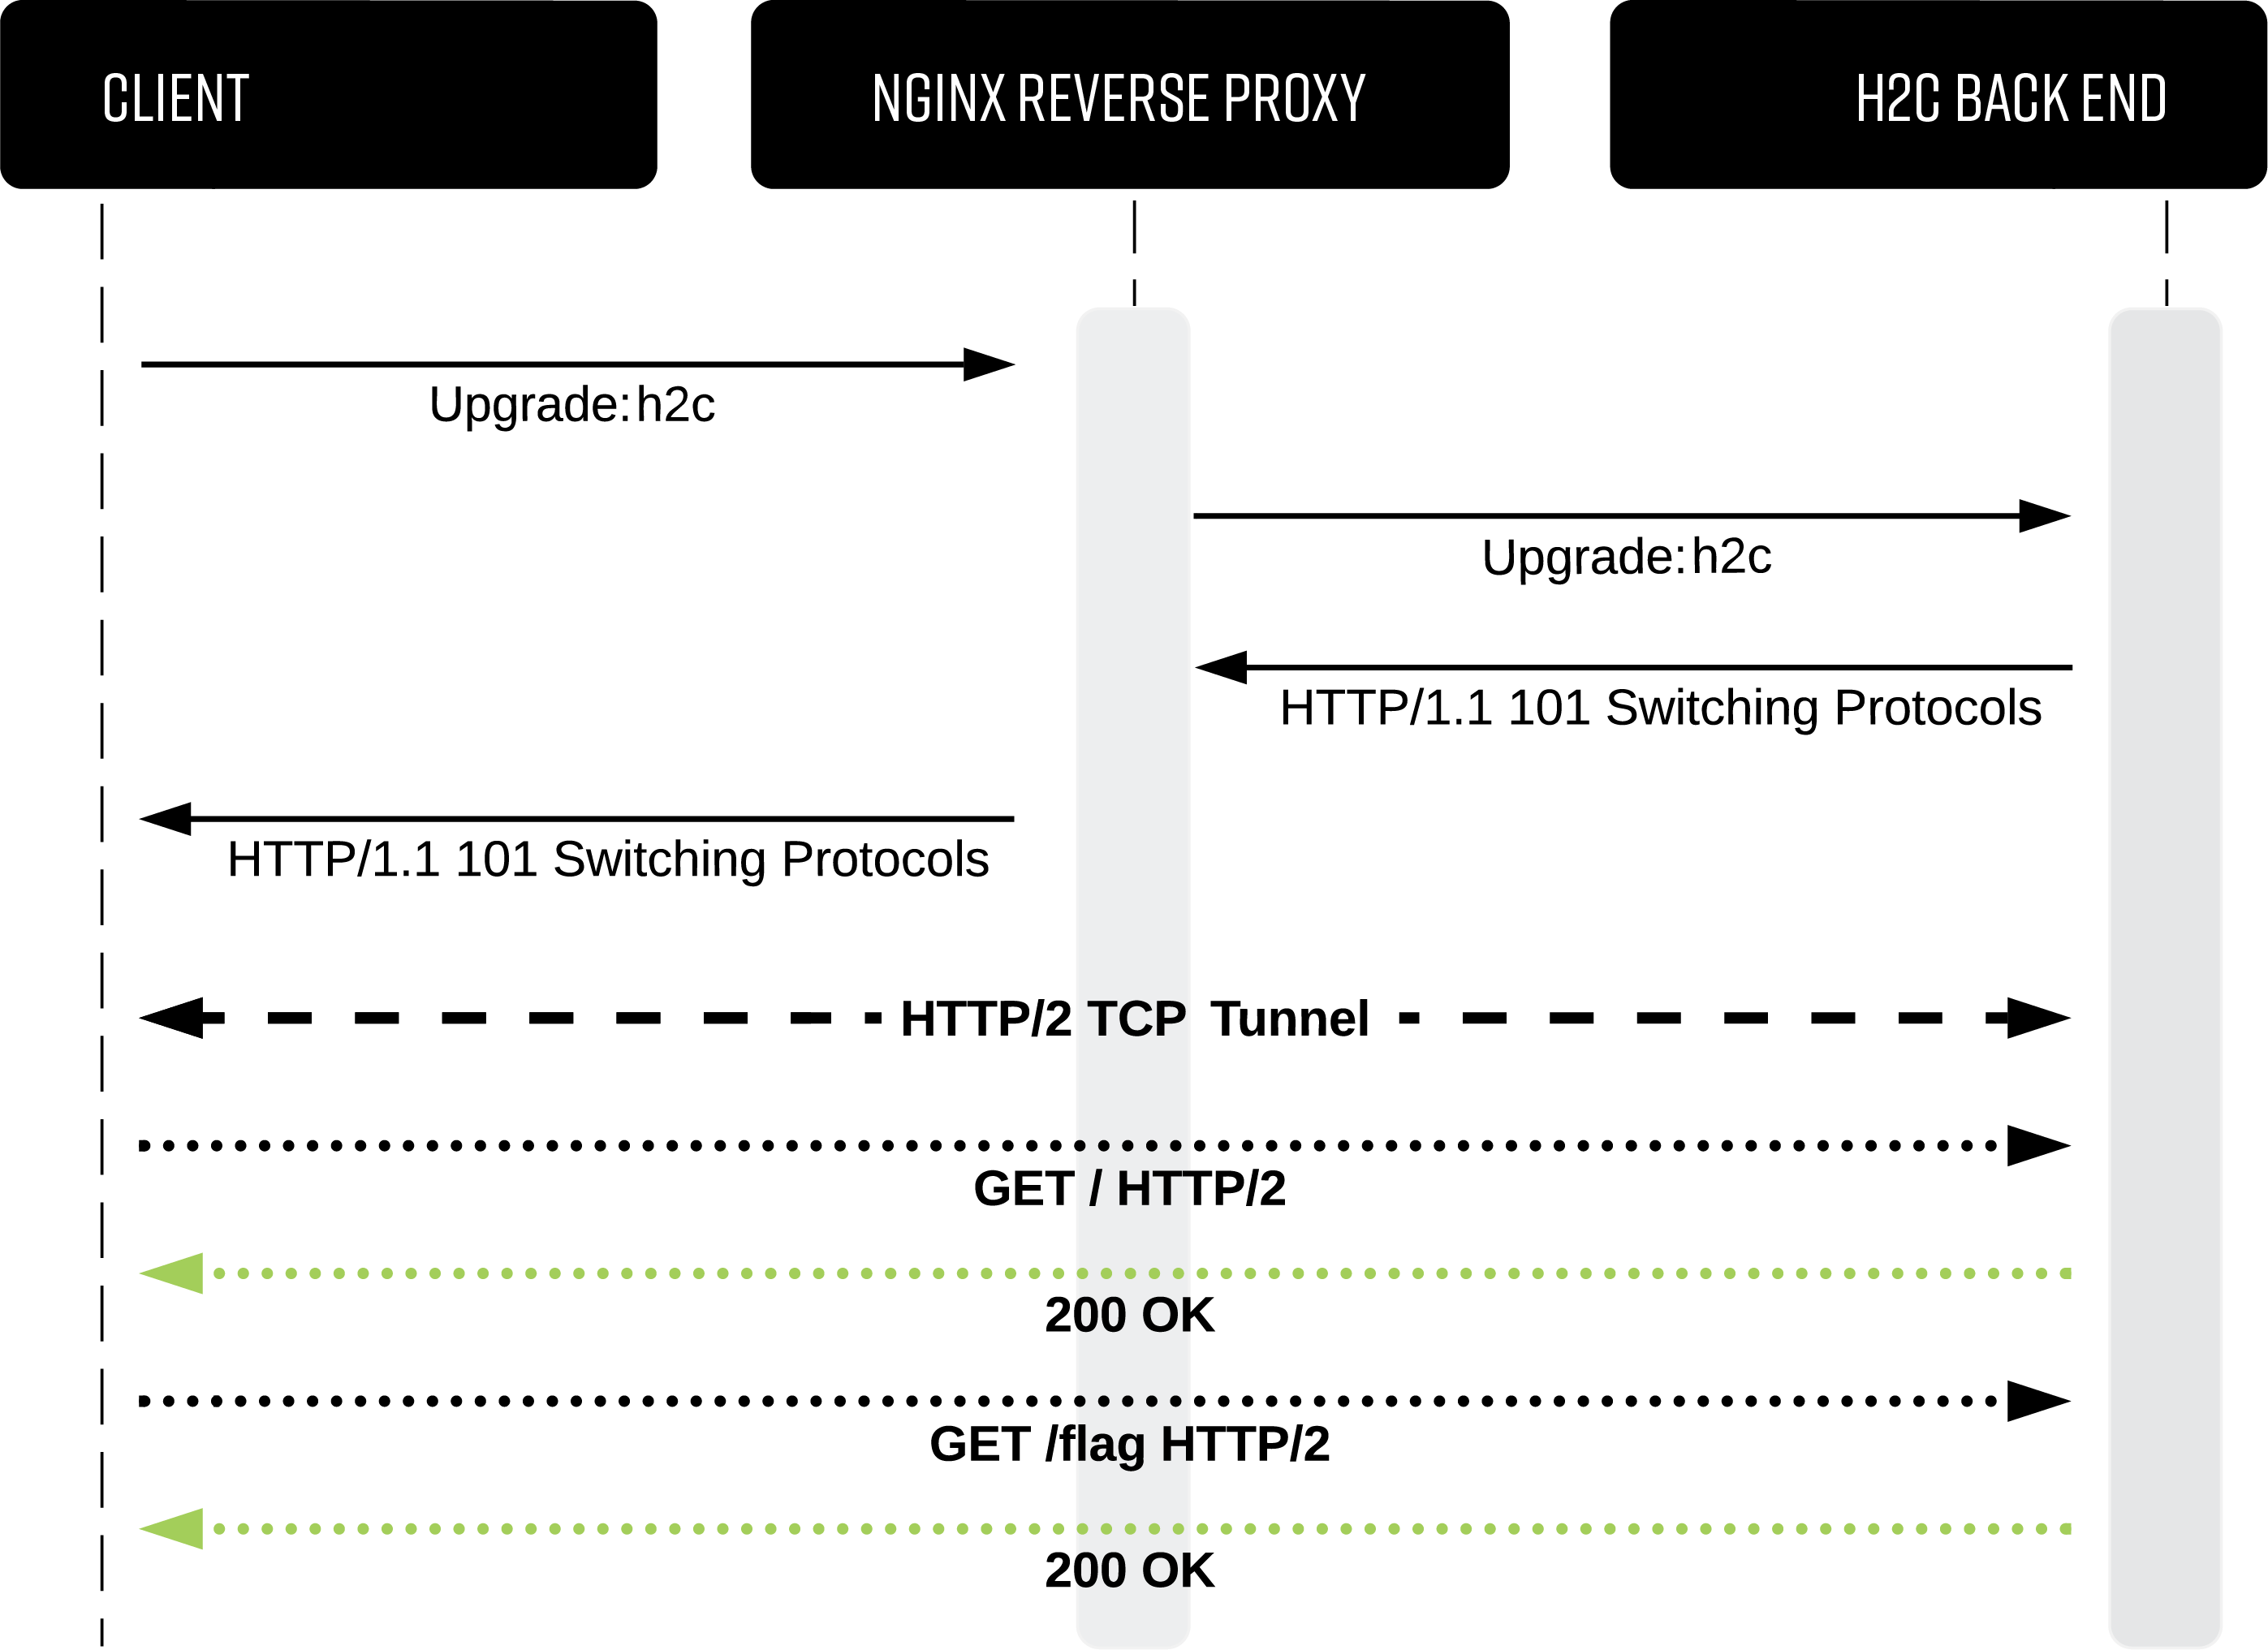 CLIENT
NGINX REVERSE PROXY
H2C BACK END
Upgrade: h2c
Upgrade: h2c
HTTP/1.1 101 Switching Protocols
HTTP/1.1 101 Switching Protocols
HTTP/2 TCP Tunnel
GET / HTTP/2
200 OK
GET /flag HTTP/2
200 OK